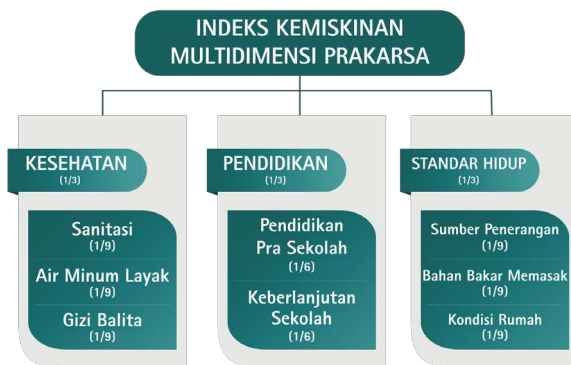 INDEKS KEMISKINAN
MULTIDIMENSI PRAKARSA
KESEHATAN
(1/3)
Sanitasi
(1/9)
Air Minum Layak
(1/9)
Gizi Balita
(1/9)
PENDIDIKAN
(1/3)
Pendidikan
Pra Sekolah
(1/6)
Keberlanjutan
Sekolah
(1/6)
STANDAR HIDUP
(1/3)
Sumber Penerangan
(1/9)
Bahan Bakar Memasak
(1/9)
Kondisi Rumah
(1/9)